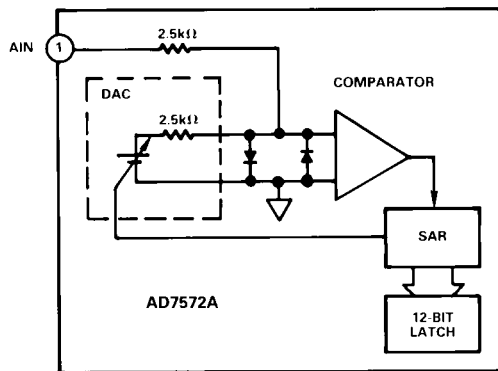 AIN
1
2.5kΩ
DAC
2.5kΩ
COMPARATOR
SAR
AD7572A
12-BIT
LATCH